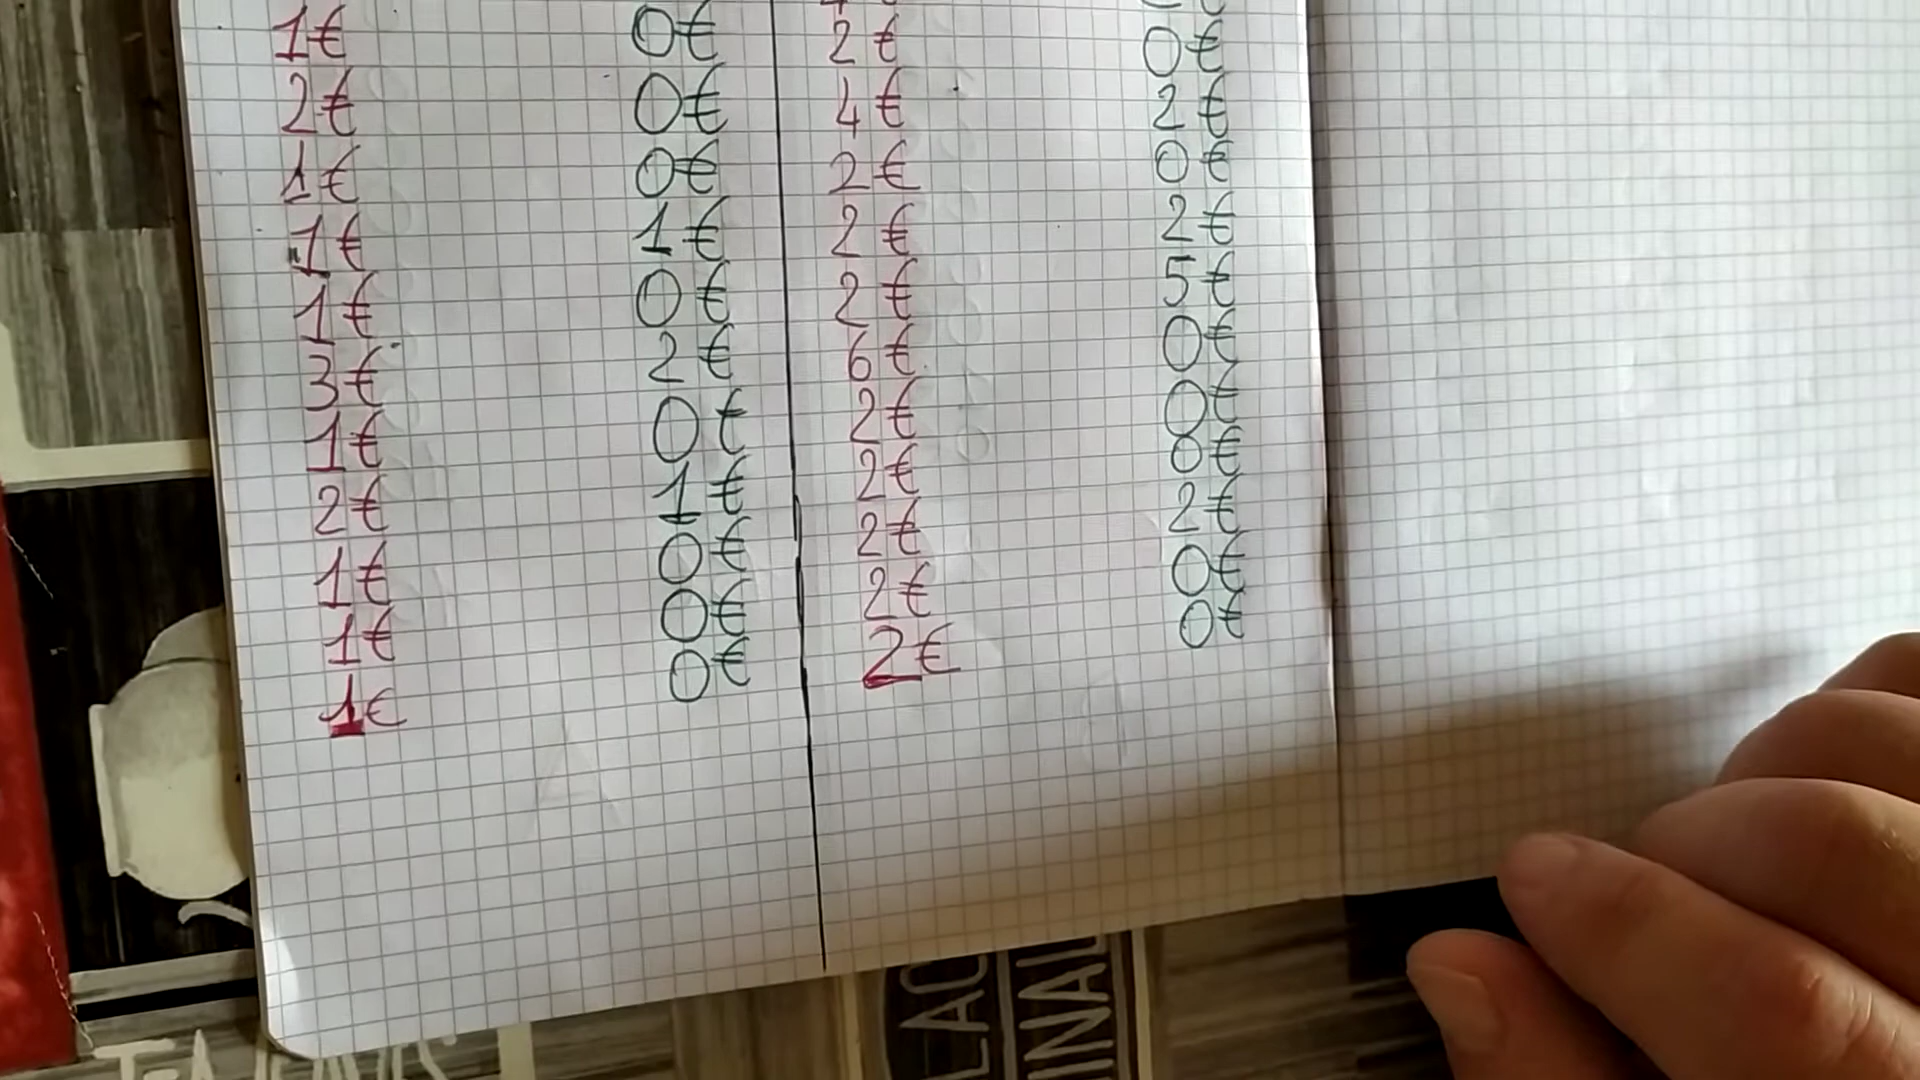 1€ 0€ 2€ 0€
2€ 0€ 4€ 2€
1€ 0€ 2€ 0€
1€ 1€ 2€ 2€
1€ 0€ 2€ 5€
3€ 2€ 6€ 0€
1€ 0€ 2€ 0€
2€ 1€ 2€ 0€
1€ 0€ 2€ 2€
1€ 0€ 2€ 0€
1€ 0€ 2€ 0€